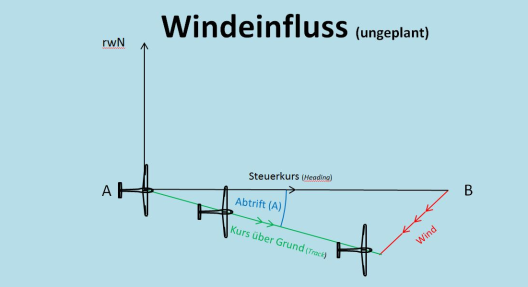 Windeinfluss (ungeplant)
rwN
Steuerkurs (Heading)
A
B
Abtrift (A)
Kurs über Grund (Track)
Wind